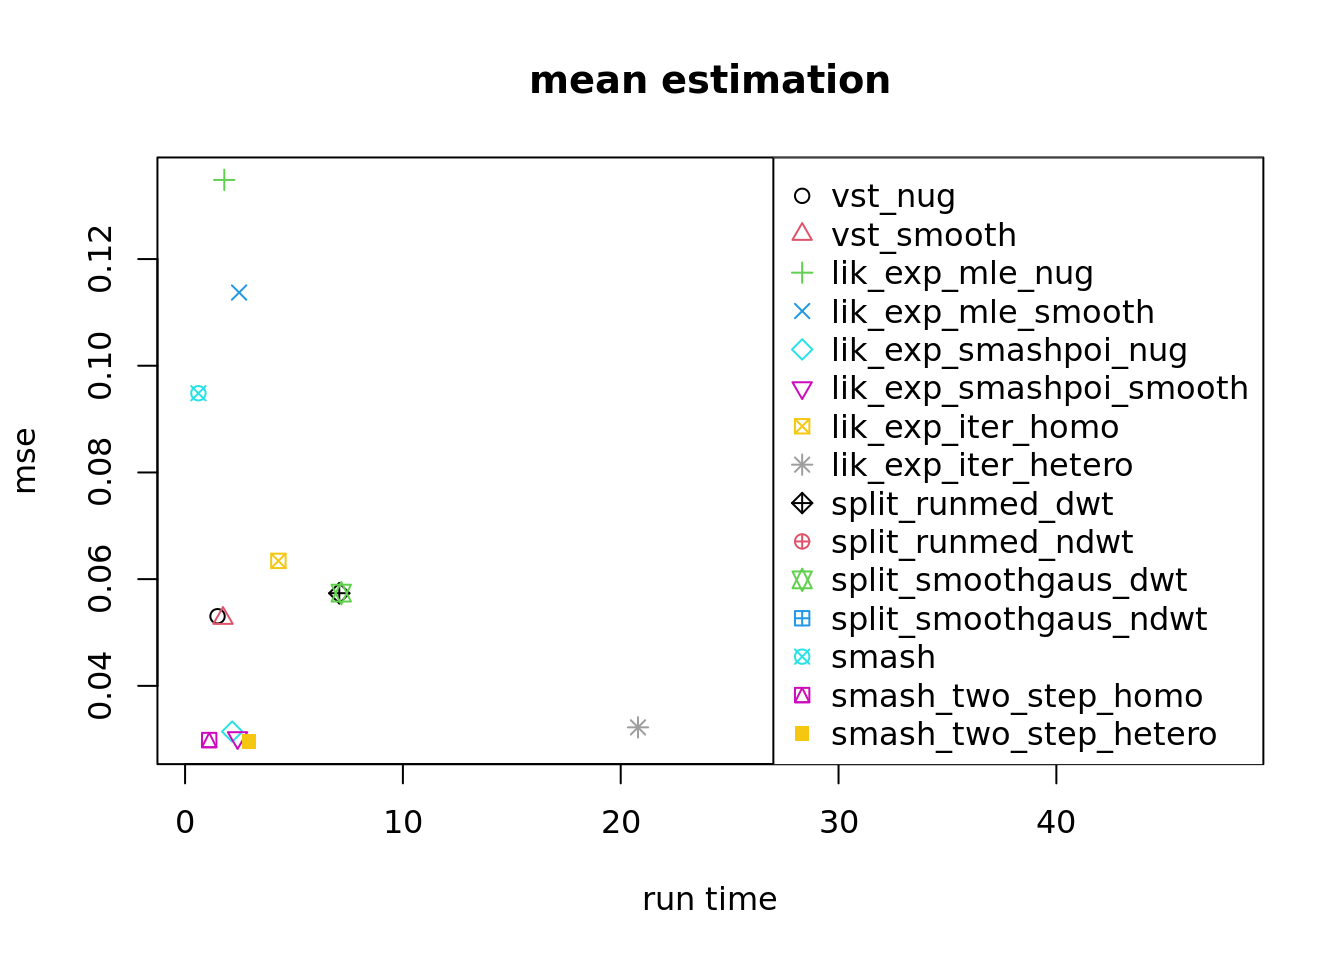 mean estimation
mse
0.12
0.10
0.08
0.06
0.04
vst_nug
vst_smooth
lik_exp_mle_nug
lik_exp_mle_smooth
lik_exp_smashpoi_nug
lik_exp_smashpoi_smooth
lik_exp_iter_homo
lik_exp_iter_hetero
split_runmed_dwt
split_runmed_ndwt
split_smoothgaus_dwt
split_smoothgaus_ndwt
smash
smash_two_step_homo
smash_two_step_hetero
0 10 20 30 40
run time